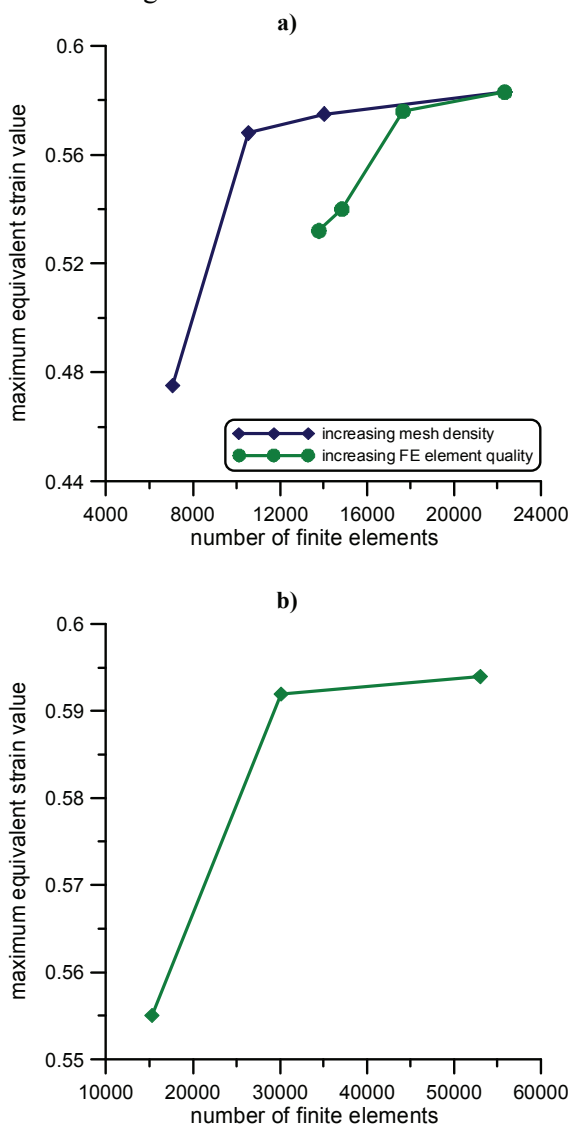 a)
0.6
0.56
0.52
0.48
0.44
maximum equivalent strain value
increasing mesh density
increasing FE element quality
4000 8000 12000 16000 20000 24000
number of finite elements
b)
0.6
0.59
0.58
0.57
0.56
0.55
maximum equivalent strain value
10000 20000 30000 40000 50000 60000
number of finite elements